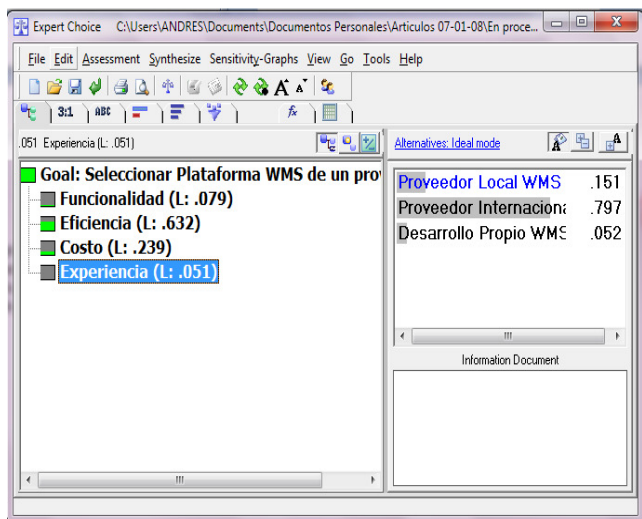 Expert Choice C:\Users\ANDRES\Documents\Documentos Personales\Articulos 07-01-08\En proce...
File Edit Assessment Synthesize Sensitivity-Graphs View Go Tools Help
3:1 ABC fx
.051 Experiencia (L: .051)
Goal: Seleccionar Plataforma WMS de un pro
Funcionalidad (L: .079)
Eficiencia (L: .632)
Costo (L: .239)
Experiencia (L: .051)
Alternatives: Ideal mode
Proveedor Local WMS .151
Proveedor Internaciona .797
Desarrollo Propio WMS .052
Information Document